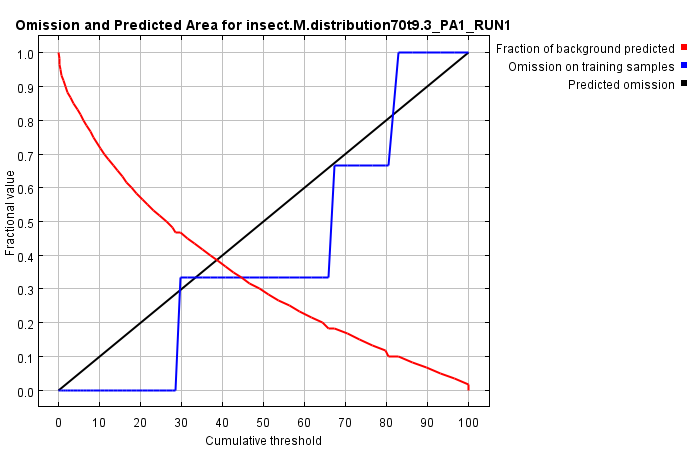 Omission and Predicted Area for insect.M.distribution70t9.3_PA1_RUN1
Fraction of background predicted
Omission on training samples
Predicted omission
Fractional value
1.0
0.9
0.8
0.7
0.6
0.5
0.4
0.3
0.2
0.1
0.0
0 10 20 30 40 50 60 70 80 90 100
Cumulative threshold